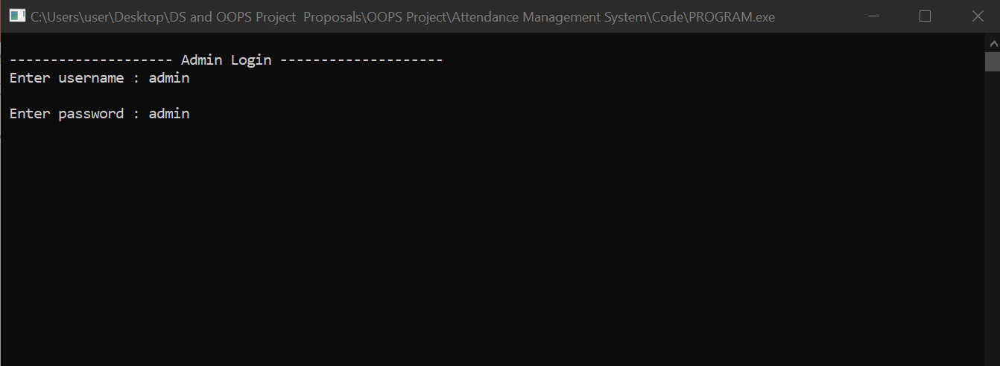 C:\Users\user\Desktop\DS and OOPS Project  Proposals\OOPS Project\Attendance Management System\Code\PROGRAM.exe
-------------------- Admin Login --------------------
Enter username : admin
Enter password : admin